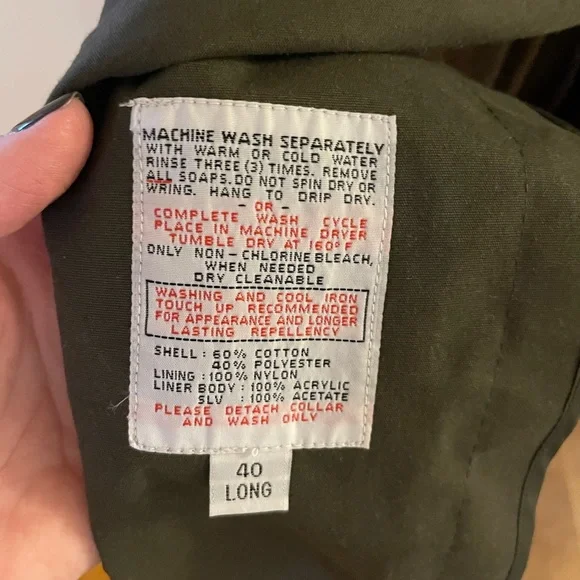 MACHINE WASH SEPARATELY
WITH WARM OR COLD WATER
RINSE THREE (3) TIMES. REMOVE
ALL SOAPS. DO NOT SPIN DRY OR
WRING. HANG TO DRIP DRY.
- OR -
COMPLETE WASH CYCLE
PLACE IN MACHINE DRYER
TUMBLE DRY AT 160° F
ONLY NON-CHLORINE BLEACH,
WHEN NEEDED
DRY CLEANABLE
WASHING AND COOL IRON
TOUCH UP RECOMMENDED
FOR APPEARANCE AND LONGER
LASTING REPELLENCY
SHELL : 60% COTTON
40% POLYESTER
LINING : 100% NYLON
LINER BODY : 100% ACRYLIC
SLV : 100% ACETATE
PLEASE DETACH COLLAR
AND WASH ONLY
40
LONG